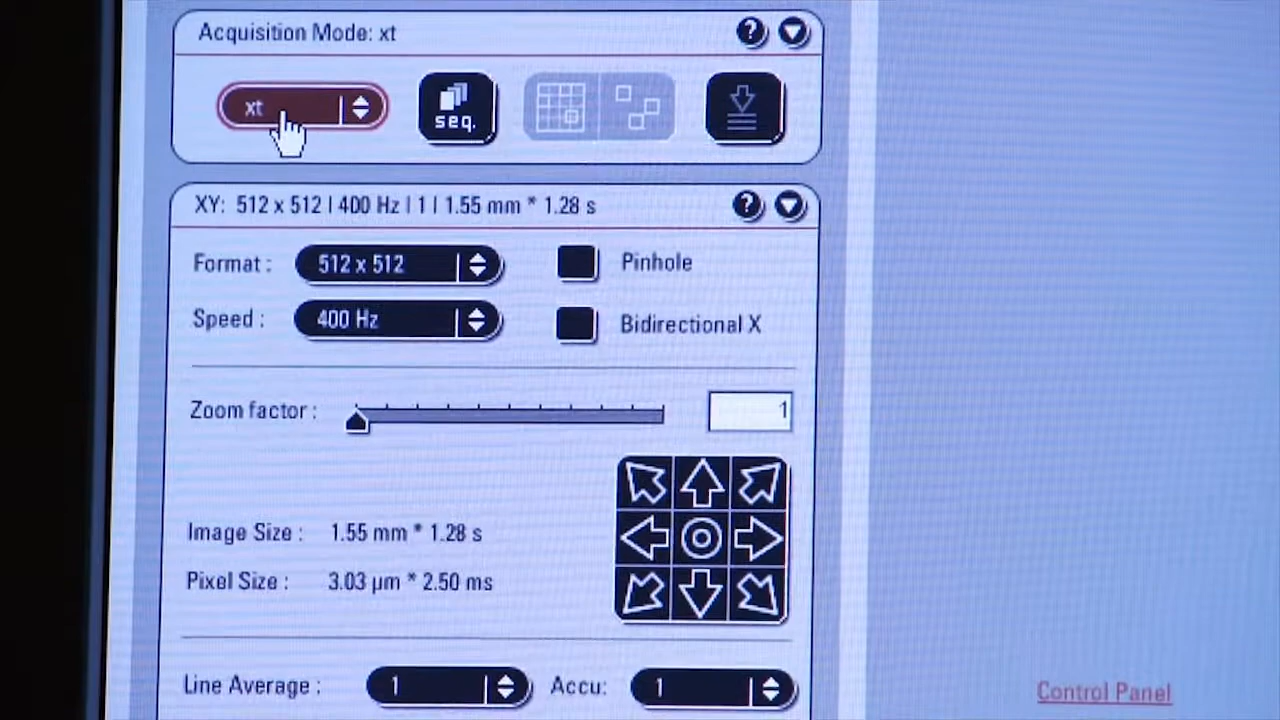 Acquisition Mode: xt
?
xt
seq.
XY: 512 x 512 | 400 Hz | 1 | 1.55 mm * 1.28 s
?
Format : 512 x 512
Pinhole
Speed : 400 Hz
Bidirectional X
Zoom factor : 1
Image Size : 1.55 mm * 1.28 s
Pixel Size : 3.03 µm * 2.50 ms
Line Average : 1 Accu: 1
Control Panel